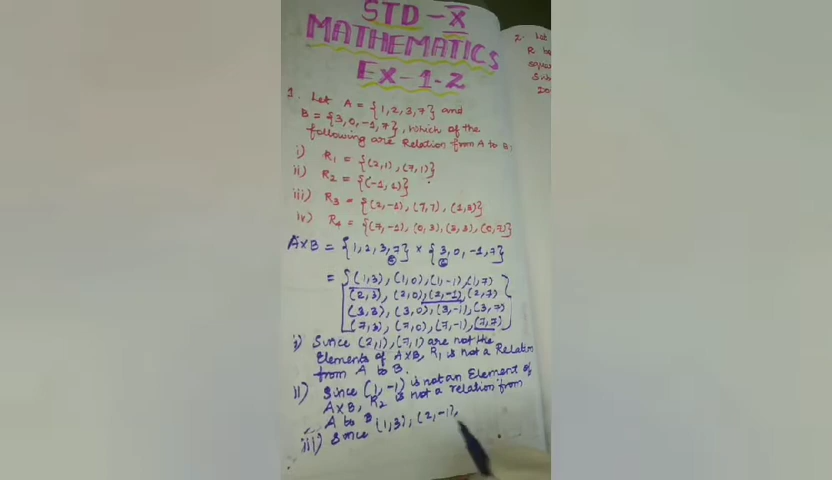 STD - X
MATHEMATICS
Ex-1-2
1. Let A = {1,2,3,7} and
B = {3,0,-1,7}, Which of the
following are Relation from A to B.
i) R1 = {(2,1), (7,1)}
ii) R2 = {(-1,1)}
iii) R3 = {(2,-1), (7,7), (1,3)}
iv) R4 = {(7,-1), (0,3), (3,3), (0,7)}
A×B = {1,2,3,7} × {3,0,-1,7}
= {(1,3), (1,0), (1,-1), (1,7)
(2,3), (2,0), (2,-1), (2,7)
(3,3), (3,0), (3,-1), (3,7)
(7,3), (7,0), (7,-1), (7,7)}
i) Since (2,1), (7,1) are not the
Elements of A×B, R1 is not a Relation
from A to B.
ii) Since (1,-1) is not an Element of
A×B, R2 is not a relation from
A to B
iii) Since (1,3), (2,-1),
2. Let
R be
square
Sub
Do